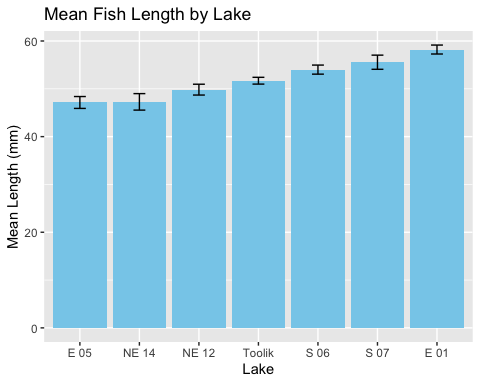 Mean Fish Length by Lake
Mean Length (mm)
60
40
20
0
E 05 NE 14 NE 12 Toolik S 06 S 07 E 01
Lake